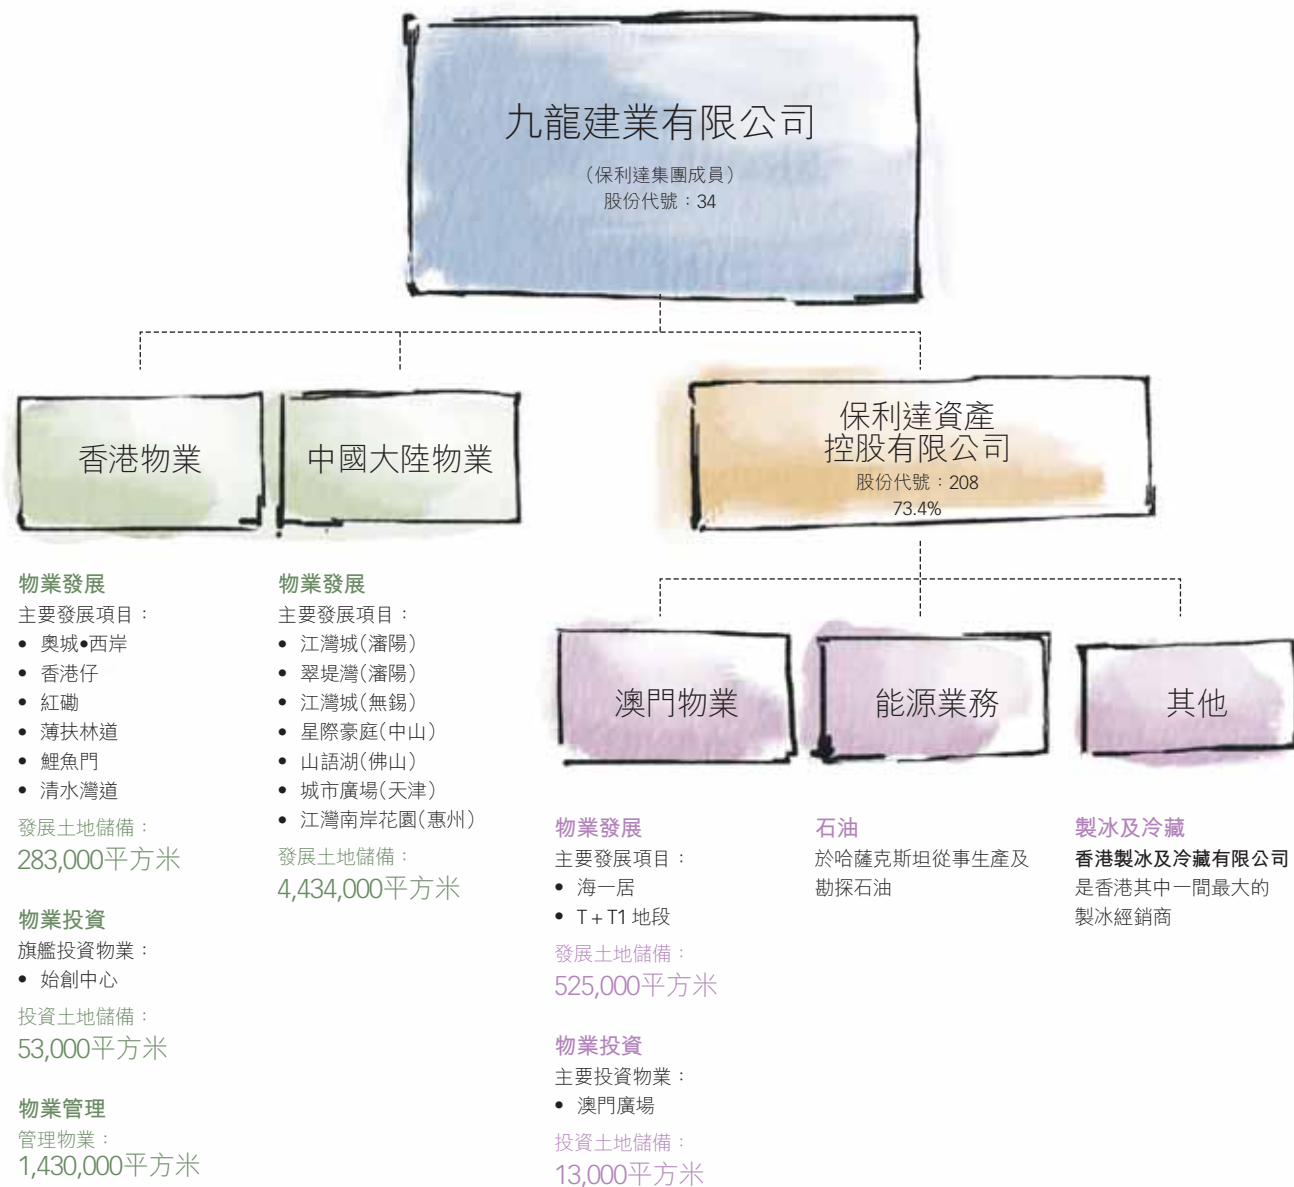 九龍建業有限公司
（保利達集團成員）
股份代號：34
香港物業
中國大陸物業
保利達資產
控股有限公司
股份代號：208
73.4%
物業發展
主要發展項目：
• 奧城•西岸
• 香港仔
• 紅磡
• 薄扶林道
• 鯉魚門
• 清水灣道
發展土地儲備：
283,000平方米
物業投資
旗艦投資物業：
• 始創中心
投資土地儲備：
53,000平方米
物業管理
管理物業：
1,430,000平方米
物業發展
主要發展項目：
• 江灣城（瀋陽）
• 翠堤灣（瀋陽）
• 江灣城（無錫）
• 星際豪庭（中山）
• 山語湖（佛山）
• 城市廣場（天津）
• 江灣南岸花園（惠州）
發展土地儲備：
4,434,000平方米
澳門物業
能源業務
其他
物業發展
主要發展項目：
• 海一居
• T + T1 地段
發展土地儲備：
525,000平方米
物業投資
主要投資物業：
• 澳門廣場
投資土地儲備：
13,000平方米
石油
於哈薩克斯坦從事生產及
勘探石油
製冰及冷藏
香港製冰及冷藏有限公司
是香港其中一間最大的
製冰經銷商